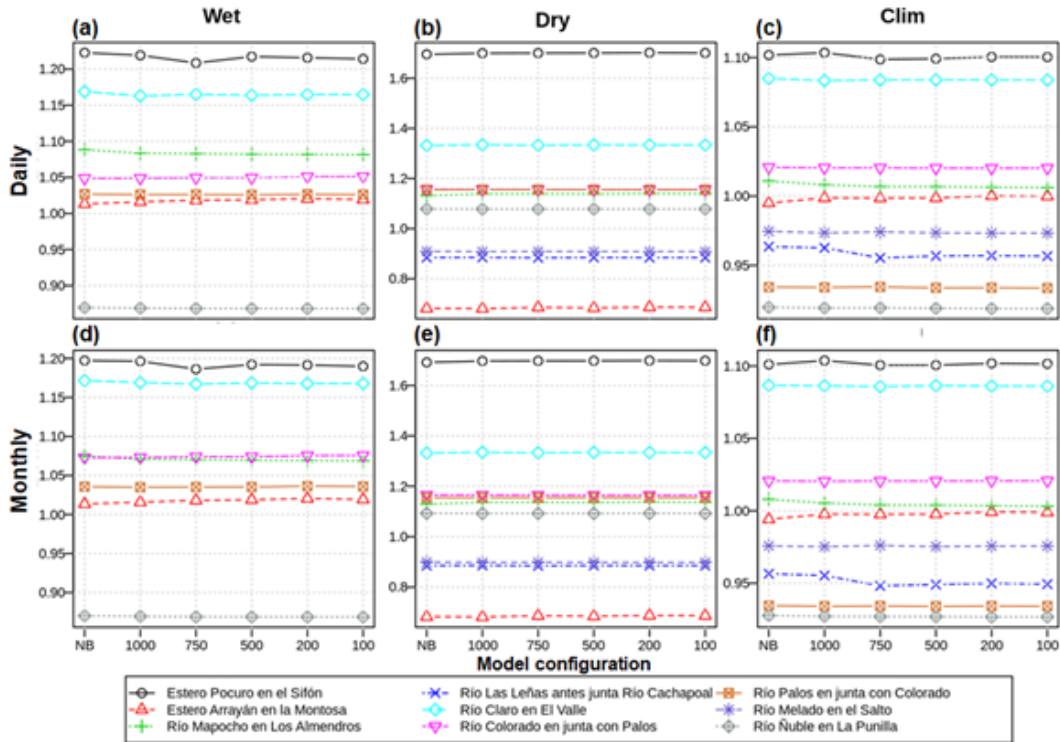 Wet Dry Clim
(a) (b) (c)
Daily
1.20
1.15
1.10
1.05
1.00
0.95
0.90
1.6
1.4
1.2
1.0
0.8
1.10
1.05
1.00
0.95
(d) (e) (f)
Monthly
1.20
1.15
1.10
1.05
1.00
0.95
0.90
1.6
1.4
1.2
1.0
0.8
1.10
1.05
1.00
0.95
NB 1000 750 500 200 100 NB 1000 750 500 200 100 NB 1000 750 500 200 100
Model configuration
Estero Pocuro en el Sifón
Estero Arrayán en la Montosa
Río Mapocho en Los Almendros
Río Las Leñas antes junta Río Cachapoal
Río Claro en El Valle
Río Colorado en junta con Palos
Río Palos en junta con Colorado
Río Melado en el Salto
Río Ñuble en La Punilla